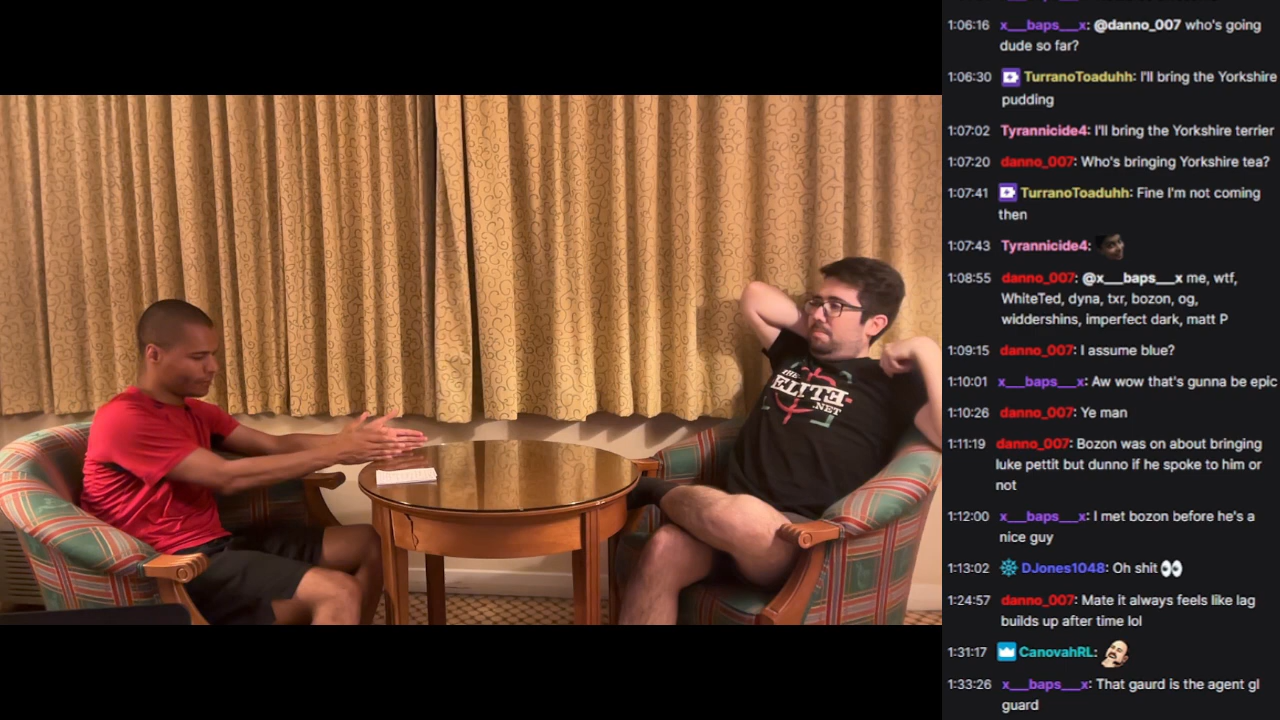 THE
ELITE
.NET
1:06:16 x___baps___x: @danno_007 who's going
dude so far?
1:06:30 TurranoToaduhh: I'll bring the Yorkshire
pudding
1:07:02 Tyrannicide4: I'll bring the Yorkshire terrier
1:07:20 danno_007: Who's bringing Yorkshire tea?
1:07:41 TurranoToaduhh: Fine I'm not coming
then
1:07:43 Tyrannicide4:
1:08:55 danno_007: @x___baps___x me, wtf,
WhiteTed, dyna, txr, bozon, og,
widdershins, imperfect dark, matt P
1:09:15 danno_007: I assume blue?
1:10:01 x___baps___x: Aw wow that's gunna be epic
1:10:26 danno_007: Ye man
1:11:19 danno_007: Bozon was on about bringing
luke pettit but dunno if he spoke to him or
not
1:12:00 x___baps___x: I met bozon before he's a
nice guy
1:13:02 DJones1048: Oh shit 👀
1:24:57 danno_007: Mate it always feels like lag
builds up after time lol
1:31:17 CanovahRL:
1:33:26 x___baps___x: That gaurd is the agent gl
guard